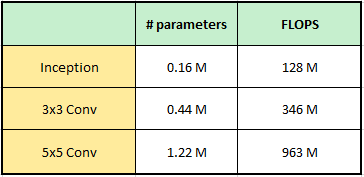 # parameters FLOPS
Inception 0.16 M 128 M
3x3 Conv 0.44 M 346 M
5x5 Conv 1.22 M 963 M